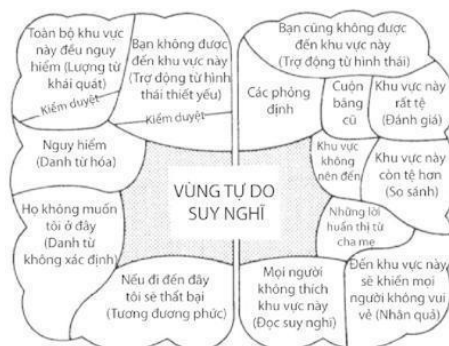 Toàn bộ khu vực
này đều nguy
hiểm (Lượng từ
khái quát)
Kiểm duyệt
Bạn không được
đến khu vực này
(Trợ động từ hình
thái thiết yếu)
Kiểm duyệt
Nguy hiểm
(Danh từ hóa)
Họ không muốn
tôi ở đây
(Danh từ
không xác định)
Nếu đi đến đây
tôi sẽ thất bại
(Tương đương phức)
VÙNG TỰ DO
SUY NGHĨ
Bạn cũng không được
đến khu vực này
(Trợ động từ hình thái)
Các phỏng
định
Cuộn
băng
cũ
Khu vực này
rất tệ
(Đánh giá)
Khu vực
không
nên đến
Khu vực này
còn tệ hơn
(So sánh)
Những lời
huấn thị từ
cha mẹ
Mọi người
không thích
khu vực này
(Đọc suy nghĩ)
Đến khu vực này
sẽ khiến mọi
người không vui
vẻ (Nhân quả)